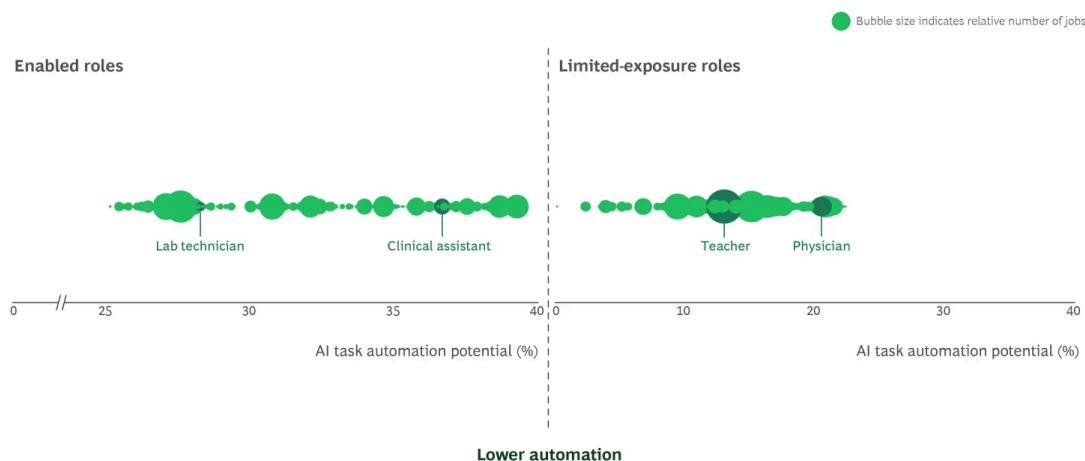 Bubble size indicates relative number of jobs
Enabled roles
Limited-exposure roles
Lab technician
Clinical assistant
Teacher
Physician
0 25 30 35 40
0 10 20 30 40
AI task automation potential (%)
AI task automation potential (%)
Lower automation